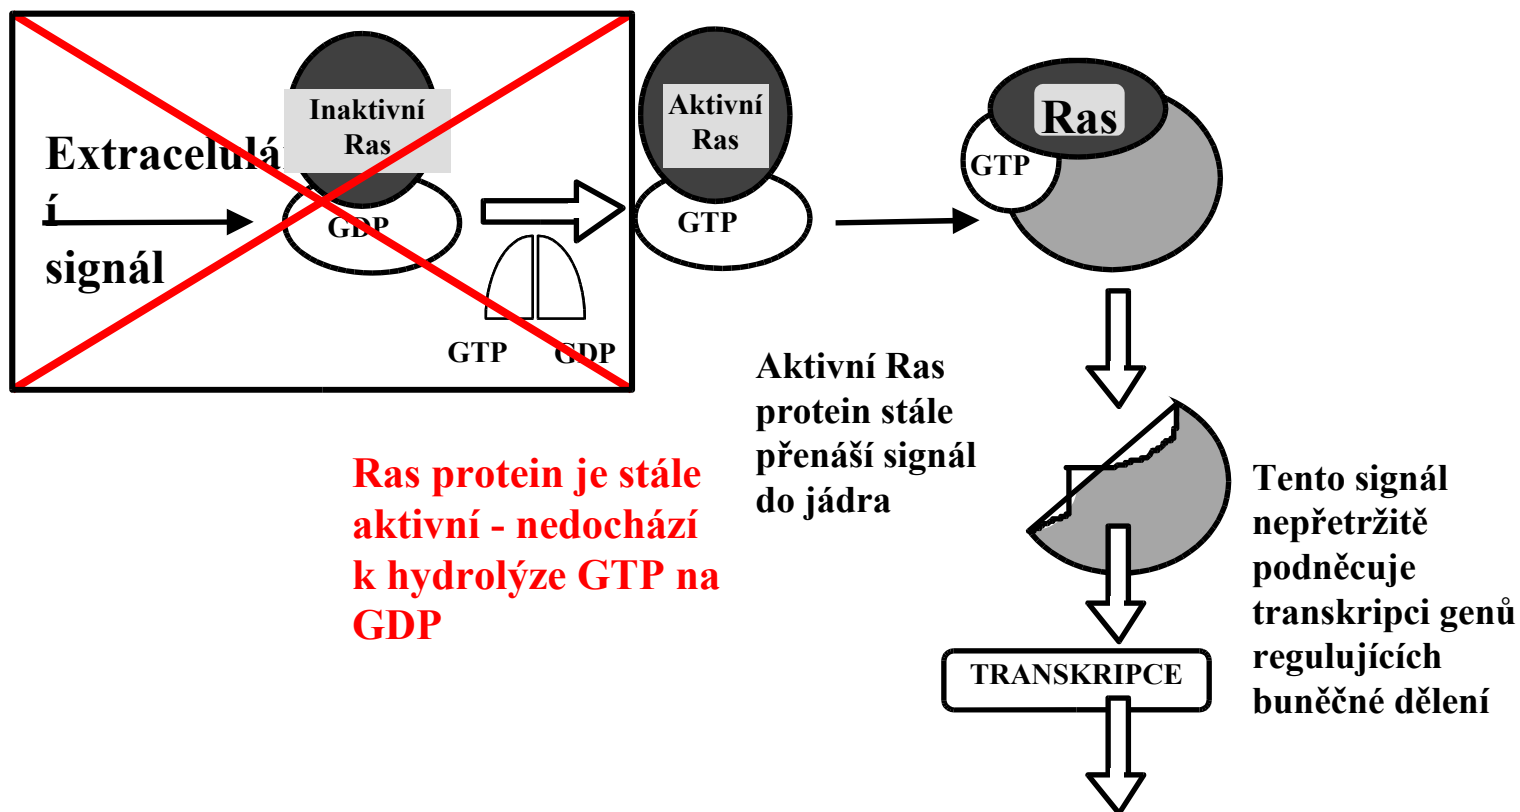 Inaktivní
Ras
Extracelulá
í
signál
GDP
GTP
GDP
Aktivní
Ras
GTP
Ras
GTP
Aktivní Ras
protein stále
přenáší signál
do jádra
Ras protein je stále
aktivní - nedochází
k hydrolýze GTP na
GDP
Tento signál
nepřetržitě
podněcuje
transkripci genů
regulujících
buněčné dělení
TRANSKRIPCE